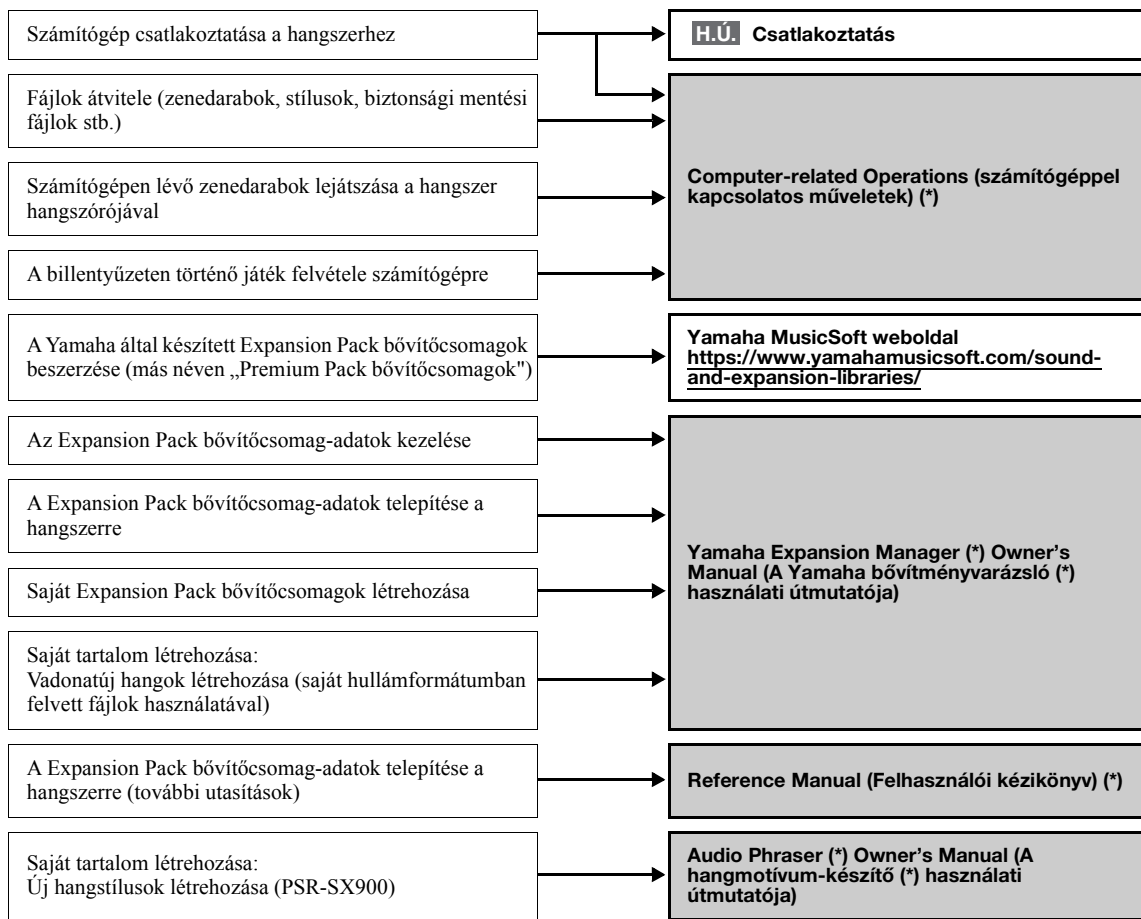 Számítógép csatlakoztatása a hangszerhez
H.Ú. Csatlakoztatás
Fájlok átvitele (zenedarabok, stílusok, biztonsági mentési
fájlok stb.)
Számítógépen lévő zenedarabok lejátszása a hangszer
hangszórójával
A billentyűzeten történő játék felvétele számítógépre
Computer-related Operations (számítógéppel
kapcsolatos műveletek) (*)
A Yamaha által készített Expansion Pack bővítőcsomagok
beszerzése (más néven „Premium Pack bővítőcsomagok")
Yamaha MusicSoft weboldal
https://www.yamahamusicsoft.com/sound-
and-expansion-libraries/
Az Expansion Pack bővítőcsomag-adatok kezelése
A Expansion Pack bővítőcsomag-adatok telepítése a
hangszerre
Saját Expansion Pack bővítőcsomagok létrehozása
Saját tartalom létrehozása:
Vadonatúj hangok létrehozása (saját hullámformátumban
felvett fájlok használatával)
Yamaha Expansion Manager (*) Owner's
Manual (A Yamaha bővítményvarázsló (*)
használati útmutatója)
A Expansion Pack bővítőcsomag-adatok telepítése a
hangszerre (további utasítások)
Reference Manual (Felhasználói kézikönyv) (*)
Saját tartalom létrehozása:
Új hangstílusok létrehozása (PSR-SX900)
Audio Phraser (*) Owner's Manual (A
hangmotívum-készítő (*) használati
útmutatója)